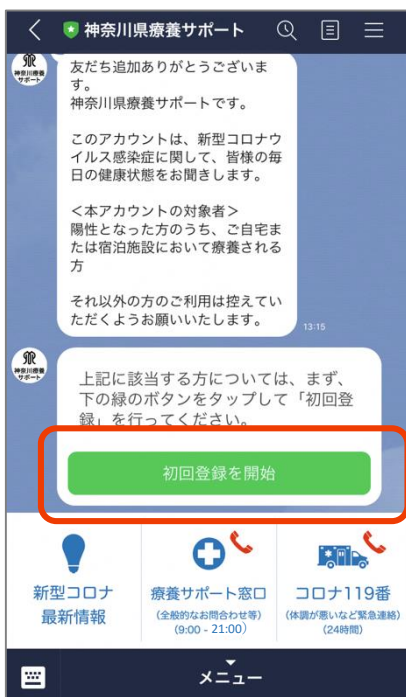 神奈川県療養サポート
神奈川療養
サポート
友だち追加ありがとうございま
す。
神奈川県療養サポートです。
このアカウントは、新型コロナウ
イルス感染症に関して、皆様の毎
日の健康状態をお聞きします。
<本アカウントの対象者>
陽性となった方のうち、ご自宅ま
たは宿泊施設において療養される
方
それ以外の方のご利用は控えてい
ただくようお願いいたします。
13:15
神奈川療養
サポート
上記に該当する方については、まず、
下の緑のボタンをタップして「初回登
録」を行ってください。
初回登録を開始
新型コロナ
最新情報
療養サポート窓口
(全般的なお問合わせ等)
(9:00 - 21:00)
コロナ119番
(体調が悪いなど緊急連絡)
(24時間)
メニュー